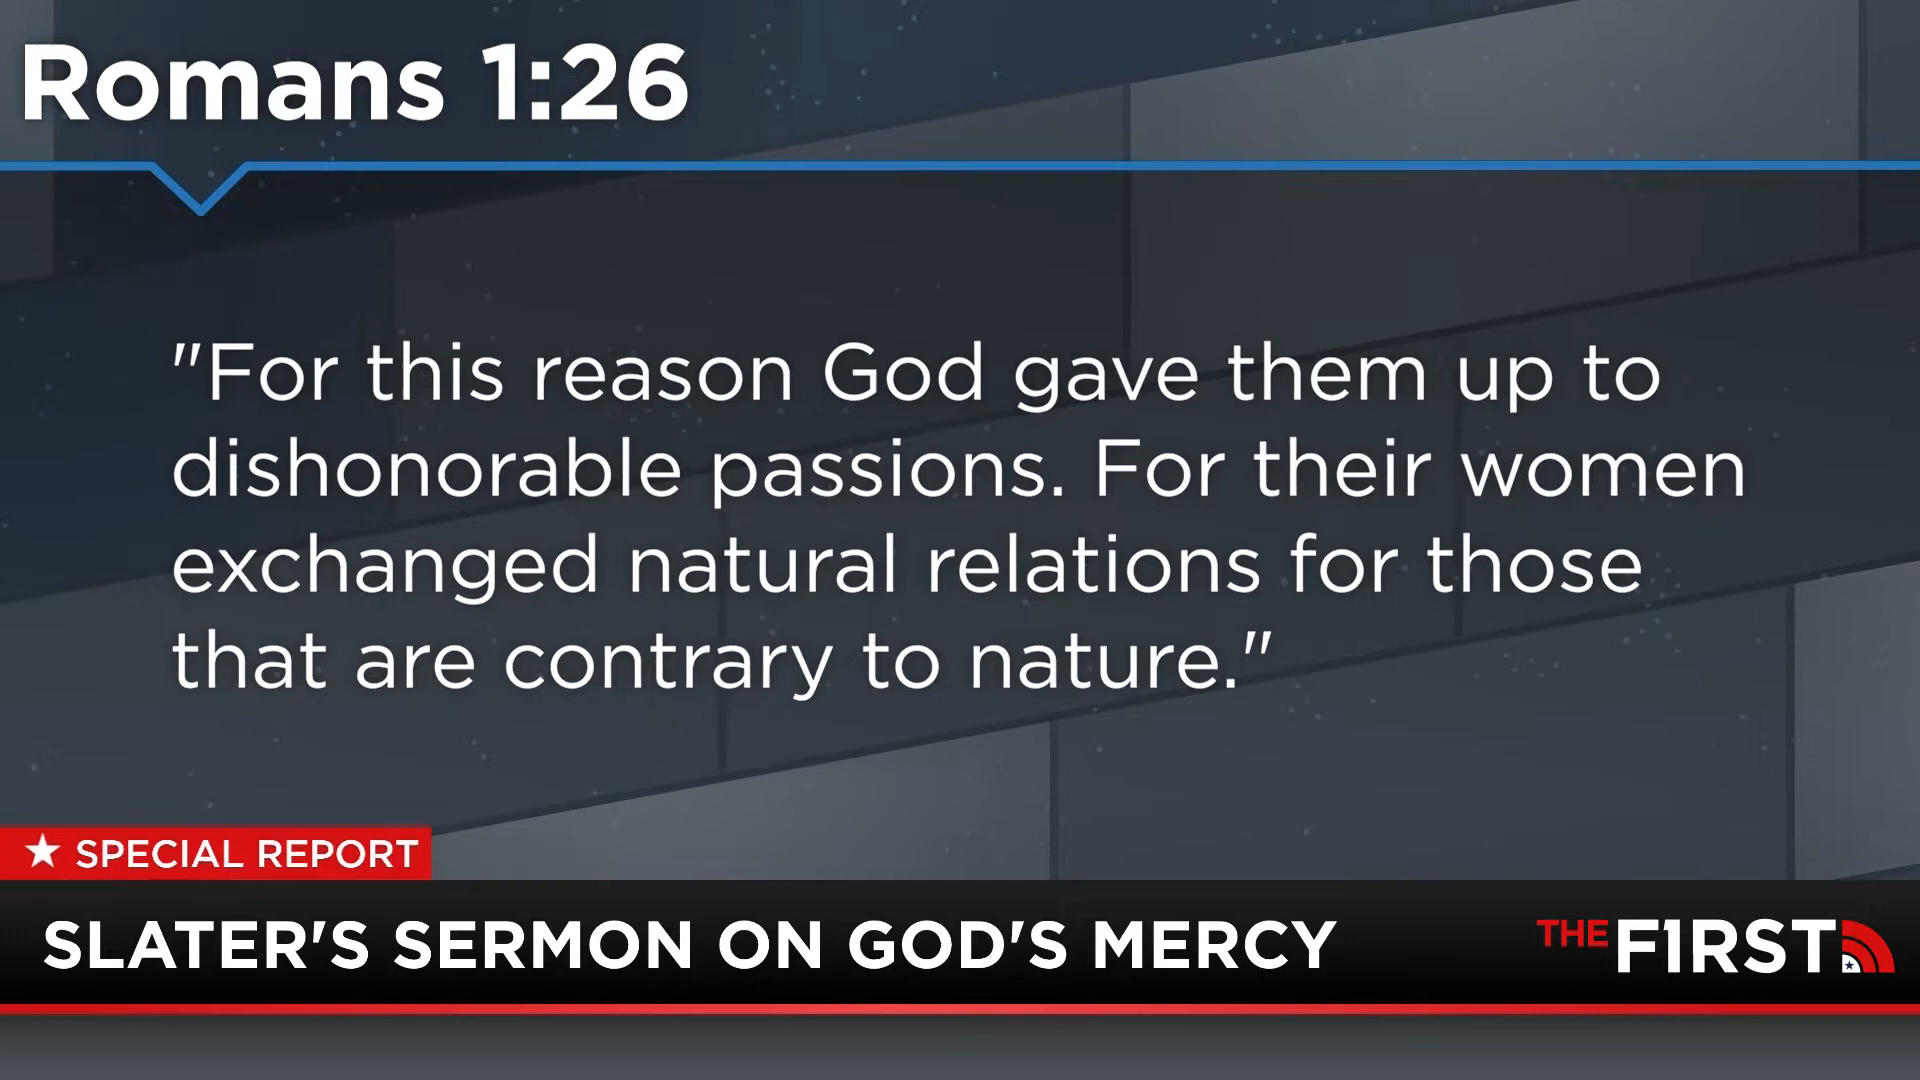 Romans 1:26
"For this reason God gave them up to
dishonorable passions. For their women
exchanged natural relations for those
that are contrary to nature."
SPECIAL REPORT
SLATER'S SERMON ON GOD'S MERCY
THE F1RST